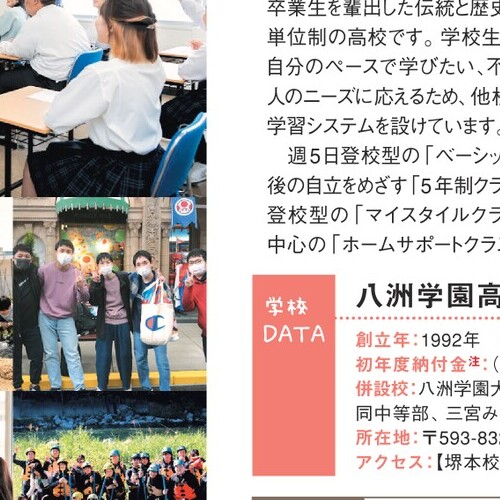 卒業生を輩出した伝統と歴史
単位制の高校です。学校生
自分のペースで学びたい、不
人のニーズに応えるため、他校
学習システムを設けています。
週5日登校型の「ベーシッ
後の自立をめざす「5年制クラ
登校型の「マイスタイルクラ
中心の「ホームサポートクラ
学校
DATA
八洲学園高
創立年：1992年
初年度納付金注：（
併設校：八洲学園大
同中等部、三宮み
所在地：〒593-832
アクセス：【堺本校
Champion